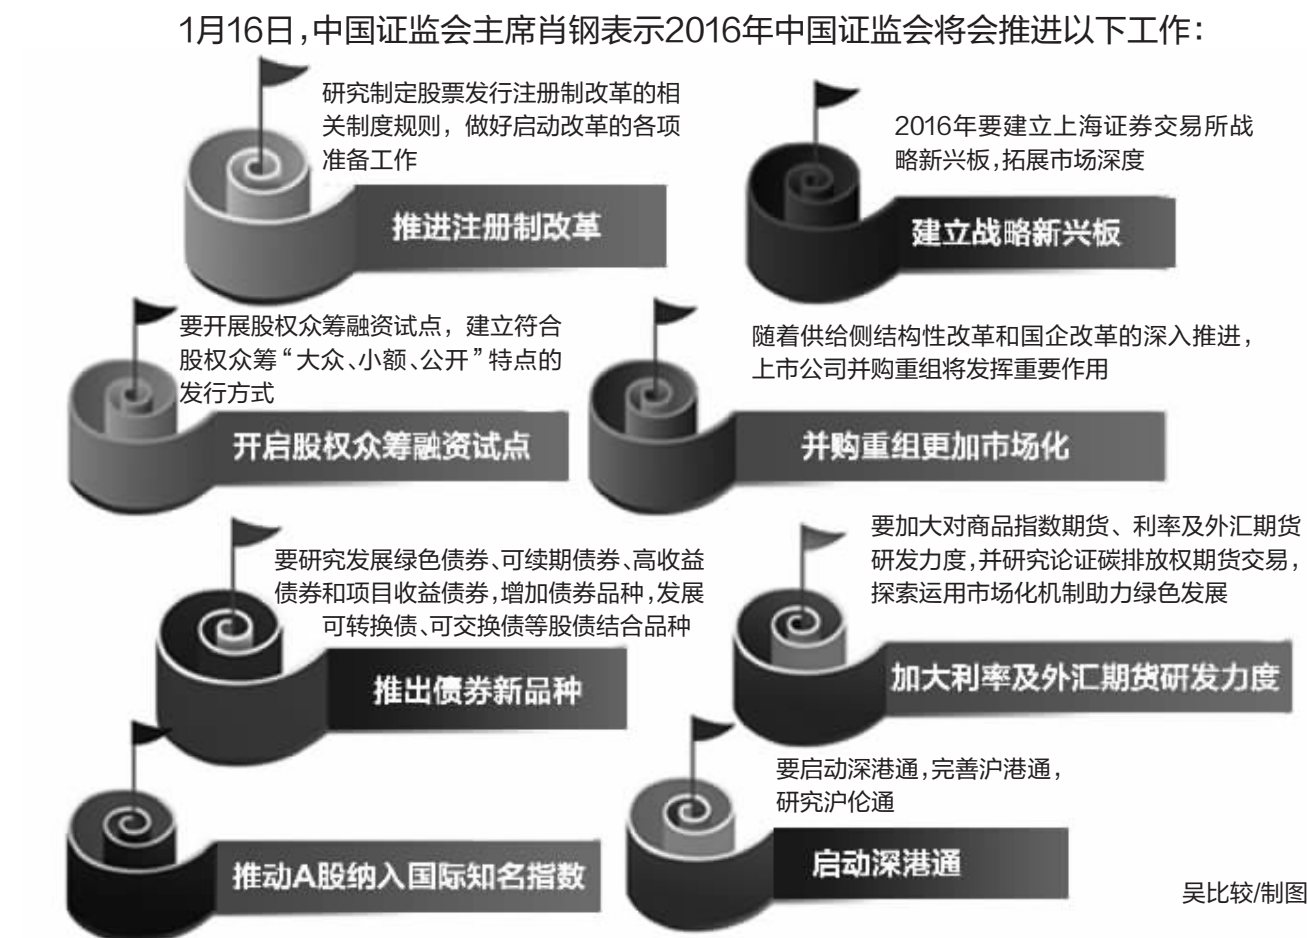 1月16日,中国证监会主席肖钢表示2016年中国证监会将会推进以下工作：
研究制定股票发行注册制改革的相
关制度规则，做好启动改革的各项
准备工作
推进注册制改革
2016年要建立上海证券交易所战
略新兴板,拓展市场深度
建立战略新兴板
要开展股权众筹融资试点，建立符合
股权众筹“大众、小额、公开”特点的
发行方式
开启股权众筹融资试点
随着供给侧结构性改革和国企改革的深入推进，
上市公司并购重组将发挥重要作用
并购重组更加市场化
要研究发展绿色债券、可续期债券、高收益
债券和项目收益债券,增加债券品种,发展
可转换债、可交换债等股债结合品种
推出债券新品种
要加大对商品指数期货、利率及外汇期货
研发力度,并研究论证碳排放权期货交易，
探索运用市场化机制助力绿色发展
加大利率及外汇期货研发力度
推动A股纳入国际知名指数
要启动深港通,完善沪港通，
研究沪伦通
启动深港通
吴比较/制图